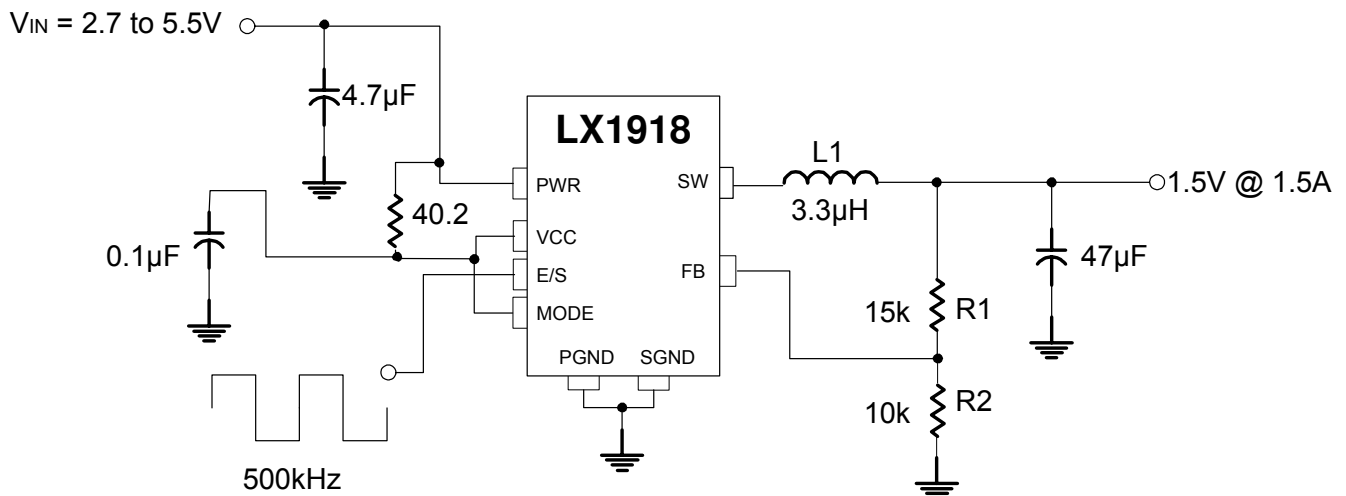 VIN = 2.7 to 5.5V
4.7µF
LX1918
L1
PWR
SW
1.5V @ 1.5A
40.2
3.3µH
VCC
0.1µF
E/S
FB
47µF
MODE
15k
R1
PGND
SGND
10k
R2
500kHz